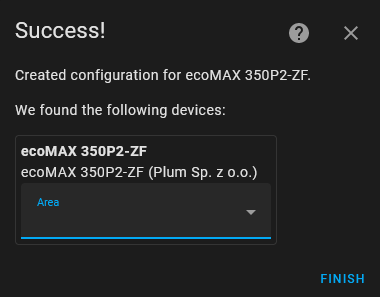 Success!
Created configuration for ecoMAX 350P2-ZF.
We found the following devices:
ecoMAX 350P2-ZF
ecoMAX 350P2-ZF (Plum Sp. z o.o.)
Area
FINISH